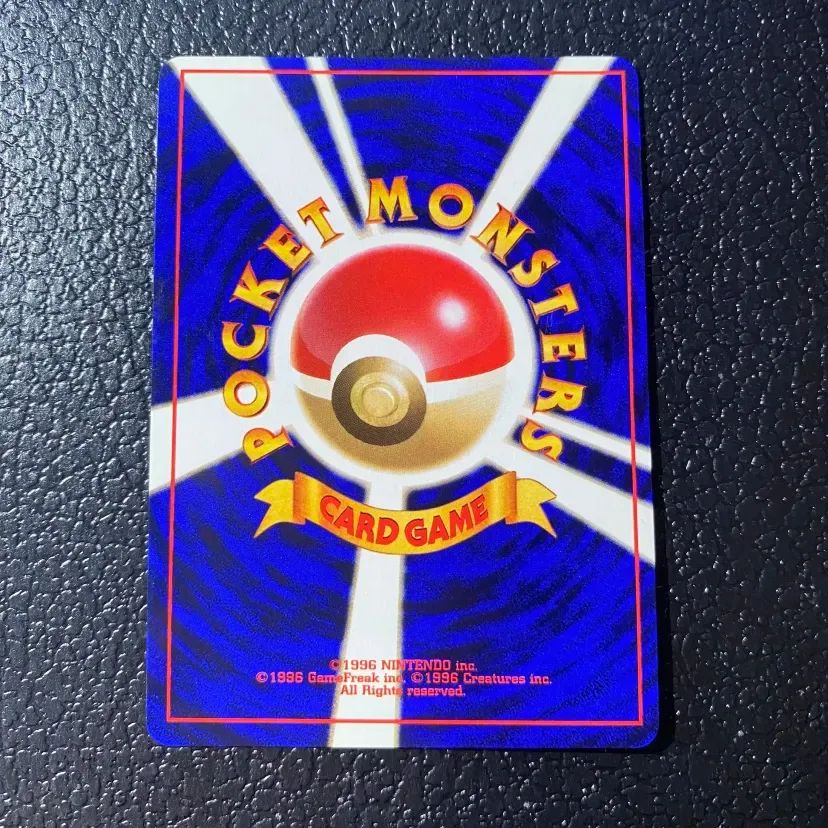 POCKET MONSTERS
CARD GAME
©1996 NINTENDO inc.
©1996 GameFreak inc. ©1996 Creatures inc.
All Rights reserved.